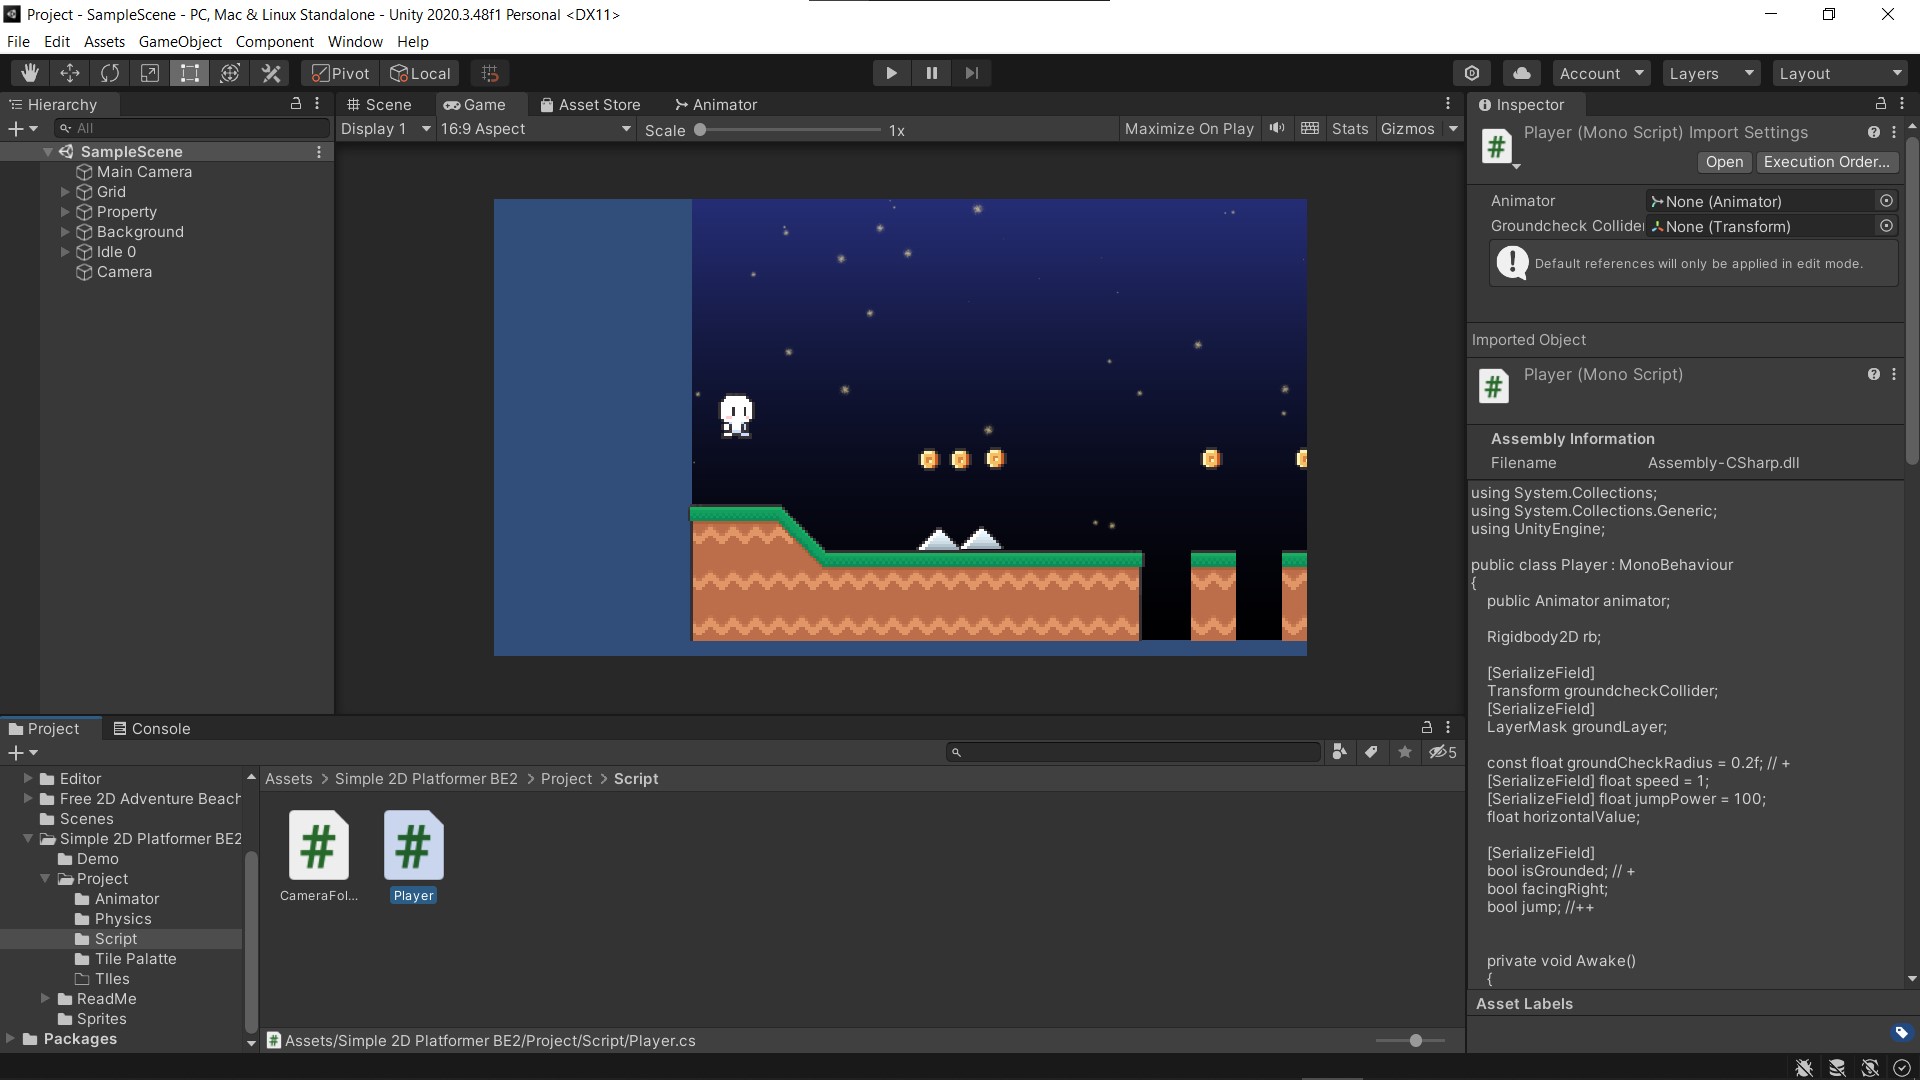 Project - SampleScene - PC, Mac & Linux Standalone - Unity 2020.3.48f1 Personal <DX11>
File Edit Assets GameObject Component Window Help
Pivot Local Account Layers Layout
Hierarchy
All
SampleScene
Main Camera
Grid
Property
Background
Idle 0
Camera
Scene Game Asset Store Animator
Display 1 16:9 Aspect Scale 1x Maximize On Play Stats Gizmos
Inspector
Player (Mono Script) Import Settings
Open Execution Order...
Animator None (Animator)
Groundcheck Collider None (Transform)
Default references will only be applied in edit mode.
Imported Object
Player (Mono Script)
Assembly Information
Filename Assembly-CSharp.dll
using System.Collections;
using System.Collections.Generic;
using UnityEngine;
public class Player : MonoBehaviour
{
public Animator animator;
Rigidbody2D rb;
[SerializeField]
Transform groundcheckCollider;
[SerializeField]
LayerMask groundLayer;
const float groundCheckRadius = 0.2f; // +
[SerializeField] float speed = 1;
[SerializeField] float jumpPower = 100;
float horizontalValue;
[SerializeField]
bool isGrounded; // +
bool facingRight;
bool jump; //++
private void Awake()
{
Asset Labels
Project Console
5
Editor
Free 2D Adventure Beach
Scenes
Simple 2D Platformer BE2
Demo
Project
Animator
Physics
Script
Tile Palatte
TIles
ReadMe
Sprites
Packages
Assets > Simple 2D Platformer BE2 > Project > Script
CameraFol...
Player
Assets/Simple 2D Platformer BE2/Project/Script/Player.cs